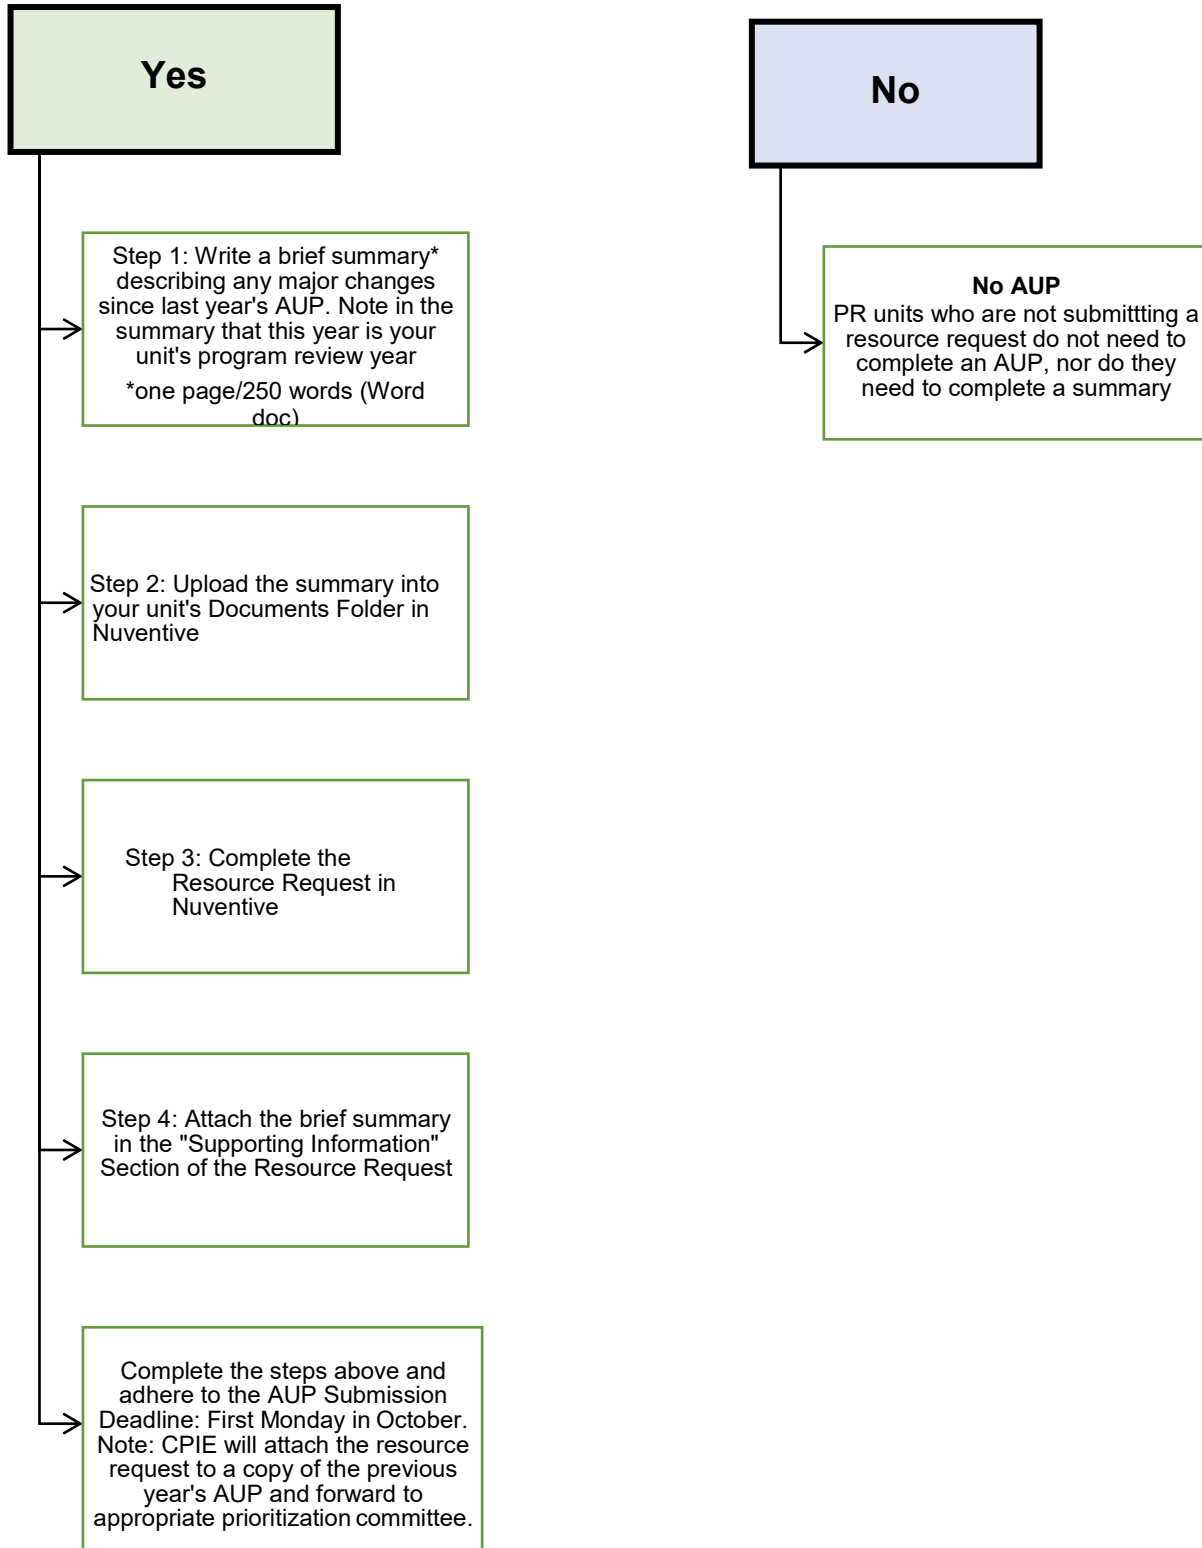 Yes
Step 1: Write a brief summary*
describing any major changes
since last year's AUP. Note in the
summary that this year is your
unit's program review year
*one page/250 words (Word
doc)
Step 2: Upload the summary into
your unit's Documents Folder in
Nuventive
Step 3: Complete the
Resource Request in
Nuventive
Step 4: Attach the brief summary
in the "Supporting Information"
Section of the Resource Request
Complete the steps above and
adhere to the AUP Submission
Deadline: First Monday in October.
Note: CPIE will attach the resource
request to a copy of the previous
year's AUP and forward to
appropriate prioritization committee.
No
No AUP
PR units who are not submittting a
resource request do not need to
complete an AUP, nor do they
need to complete a summary